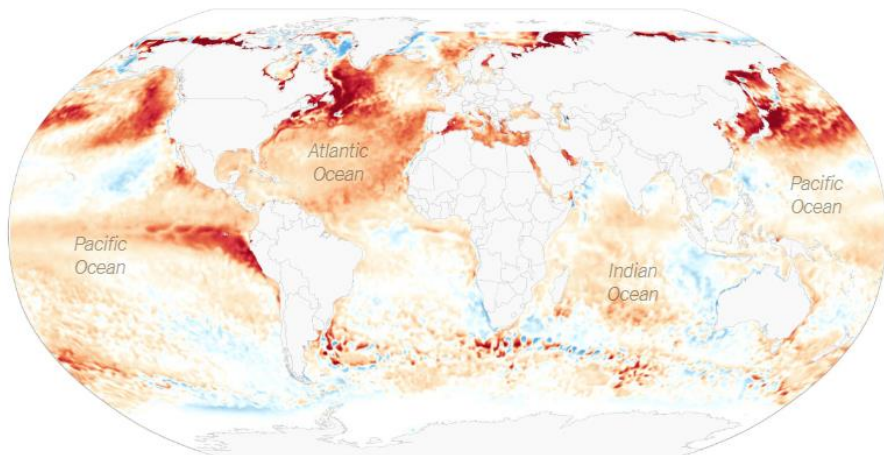 Atlantic
Ocean
Pacific
Ocean
Pacific
Ocean
Indian
Ocean